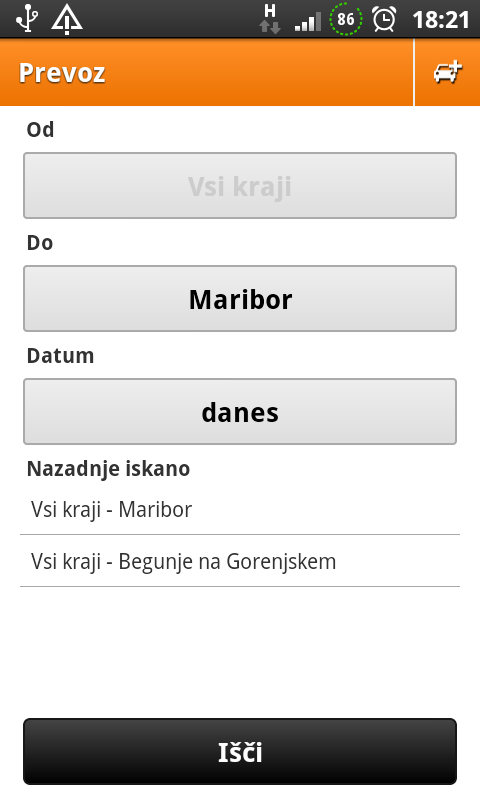 H
86
18:21
Prevoz
Od
Vsi kraji
Do
Maribor
Datum
danes
Nazadnje iskano
Vsi kraji - Maribor
Vsi kraji - Begunje na Gorenjskem
Išči